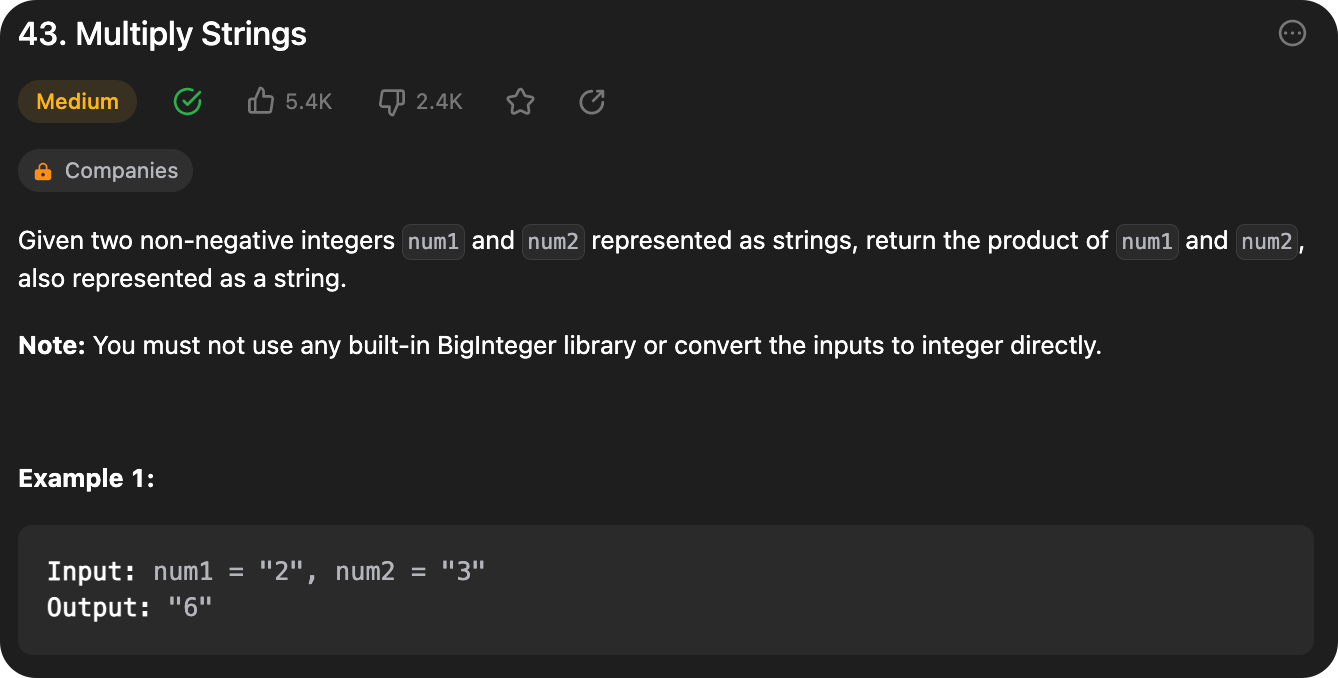 43. Multiply Strings
Medium 5.4K 2.4K
Companies
Given two non-negative integers num1 and num2 represented as strings, return the product of num1 and num2,
also represented as a string.
Note: You must not use any built-in BigInteger library or convert the inputs to integer directly.
Example 1:
Input: num1 = "2", num2 = "3"
Output: "6"